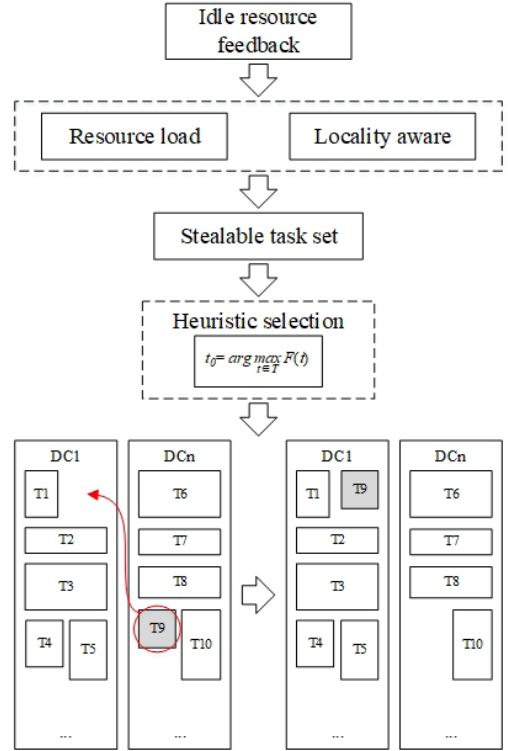 Idle resource
feedback
Resource load
Locality aware
Stealable task set
Heuristic selection
t₀= arg max F(t)
t∈T
DC1
T1
T2
T3
T4
T5
...
DCn
T6
T7
T8
T9
T10
...
DC1
T1
T9
T2
T3
T4
T5
...
DCn
T6
T7
T8
T10
...